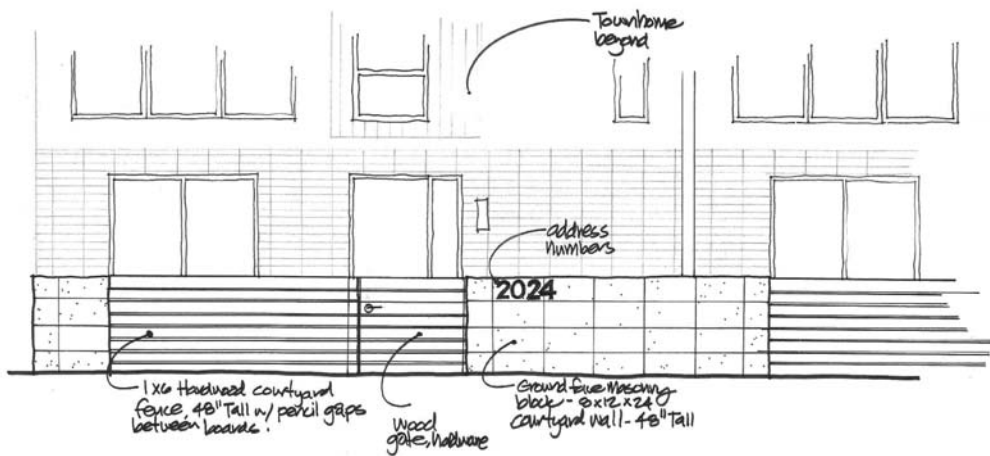 Townhome
beyond
address
numbers
2024
1x6 Hardwood courtyard
fence, 48" Tall w/ pencil gaps
between boards.
wood
gate, hardware
Ground face masonry
block - 8x12x24
courtyard wall - 48" Tall